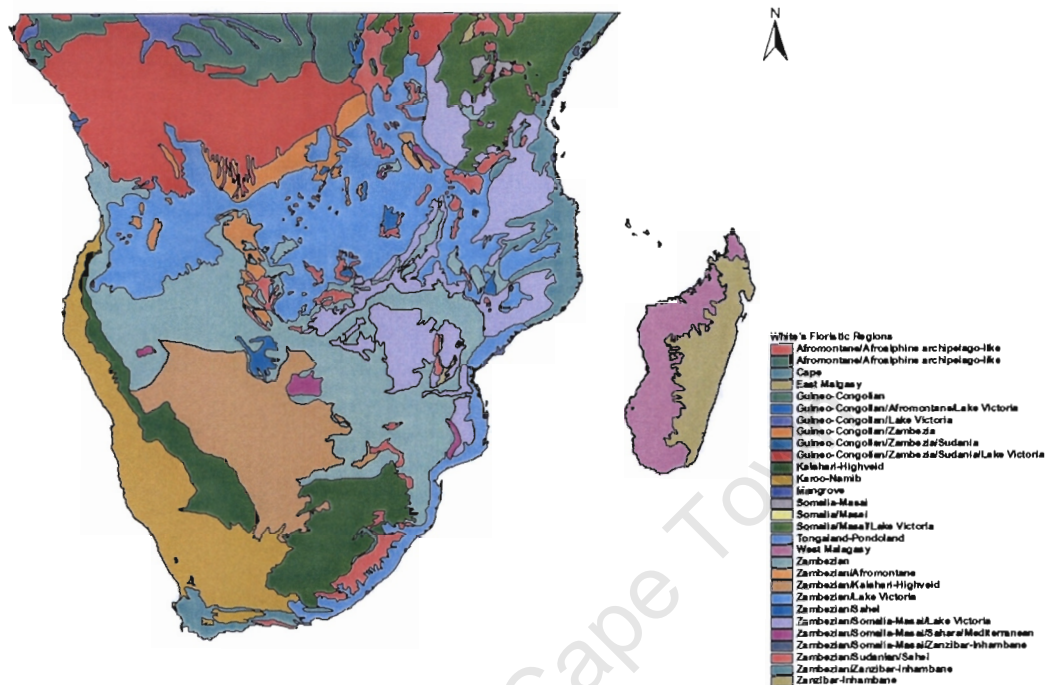 N
White's Floristic Regions
Afromontane/Afroalphine archipelago-like
Afromontane/Afroalphine archipelago-like
Cape
East Malgasy
Guineo-Congolian
Guineo-Congolian/Afromontane/Lake Victoria
Guineo-Congolian/Lake Victoria
Guineo-Congolian/Zambezia
Guineo-Congolian/Zambezia/Sudania
Guineo-Congolian/Zambezia/Sudania/Lake Victoria
Kalahari-Highveld
Karoo-Namib
Mangrove
Somalia-Masai
Somalia/Masai
Somalia/Masai/Lake Victoria
Tongaland-Pondoland
West Malagasy
Zambezian
Zambezian/Afromontane
Zambezian/Kalahari-Highveld
Zambezian/Lake Victoria
Zambezian/Sahel
Zambezian/Somalia-Masai/Lake Victoria
Zambezian/Somalia-Masai/Sahara/Mediterranean
Zambezian/Somalia-Masai/Zanzibar-Inhambane
Zambezian/Sudanian/Sahel
Zambezian/Zanzibar-Inhambane
Zanzibar-Inhambane
Cape To